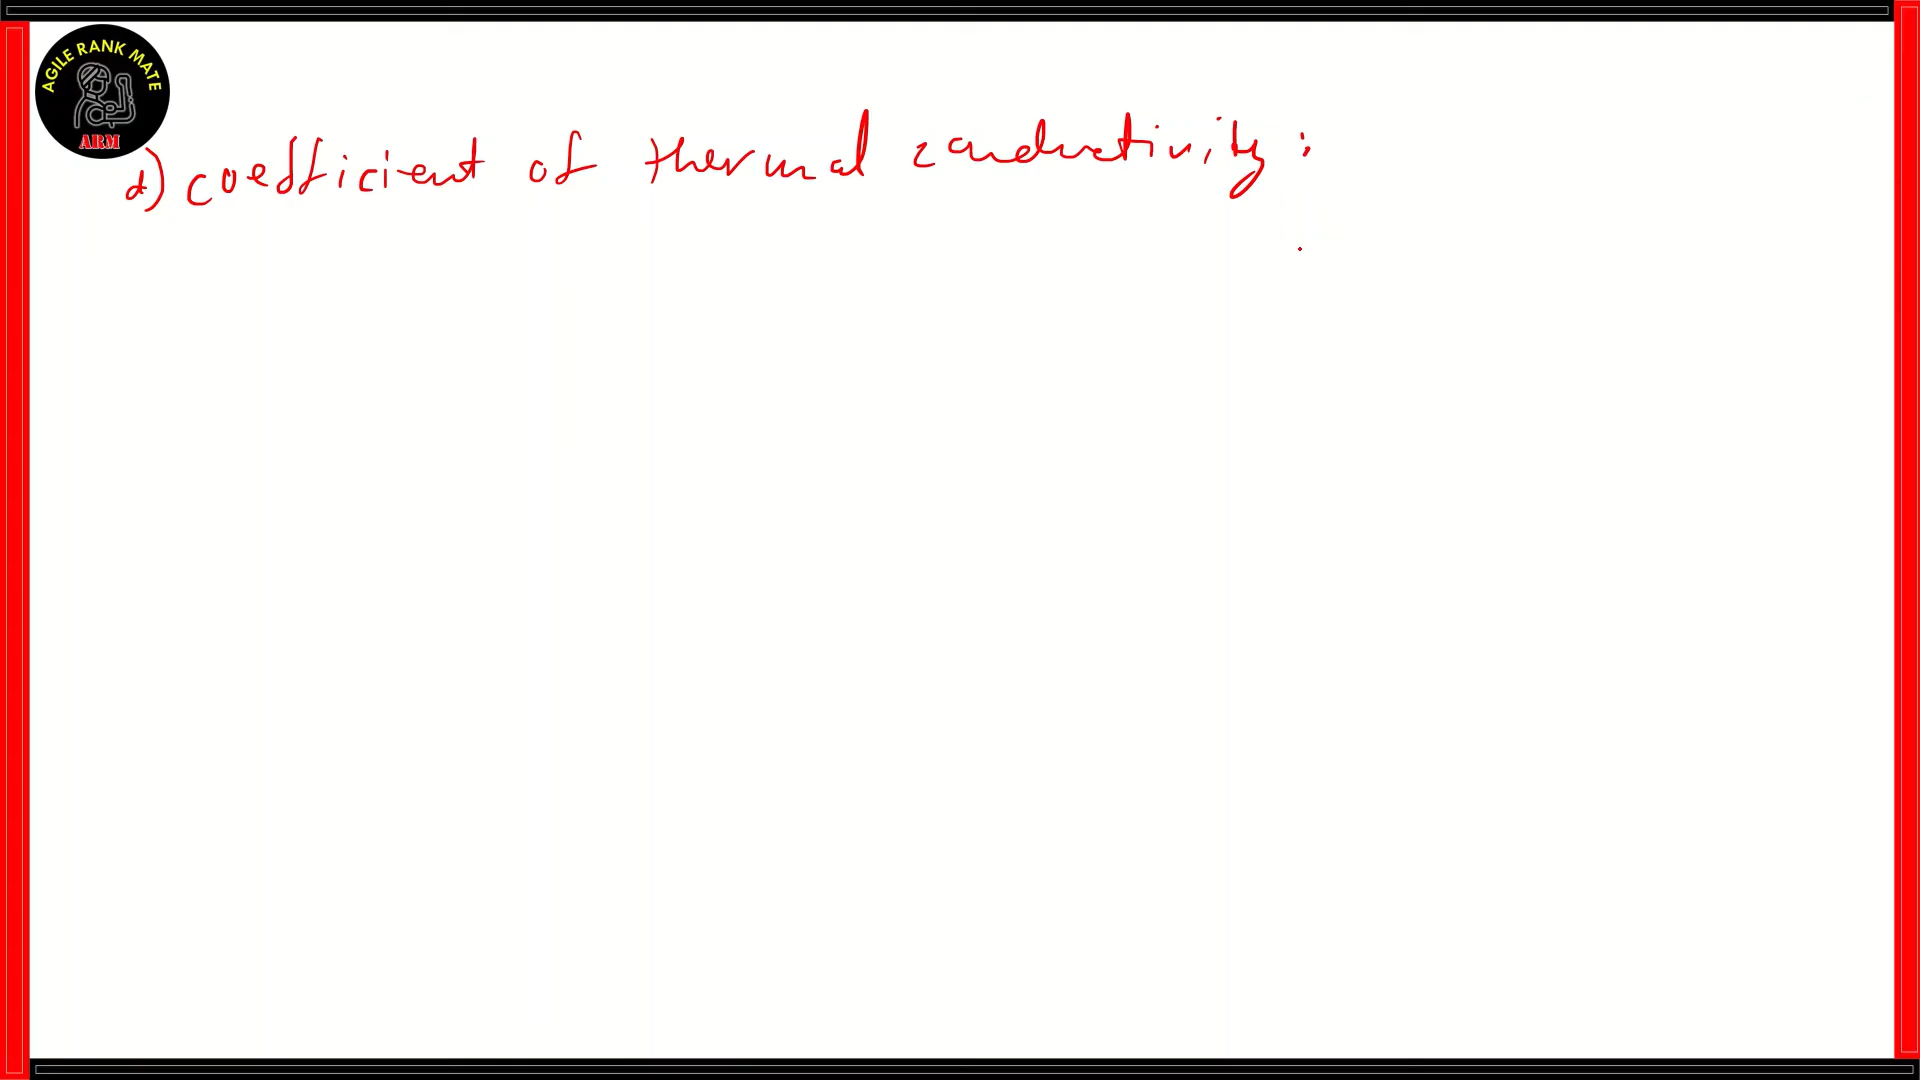 AGILE RANK MATE
ARM
d) coefficient of thermal conductivity :